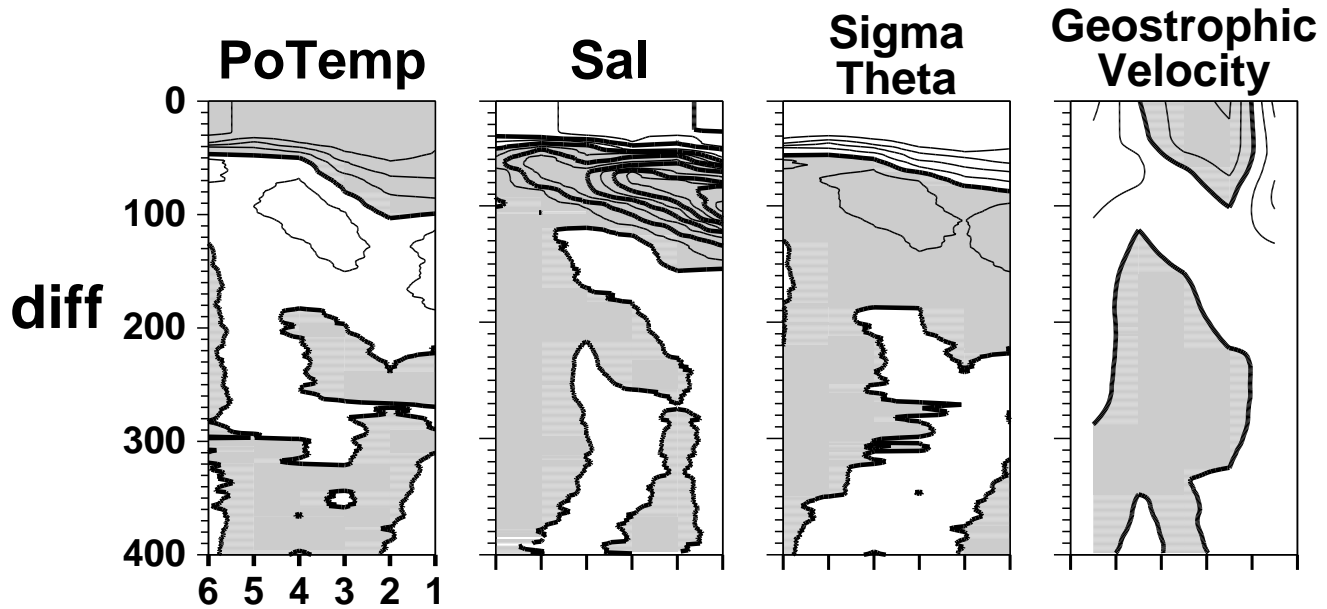 PoTemp
Sal
Sigma
Theta
Geostrophic
Velocity
diff
0
100
200
300
400
6 5 4 3 2 1